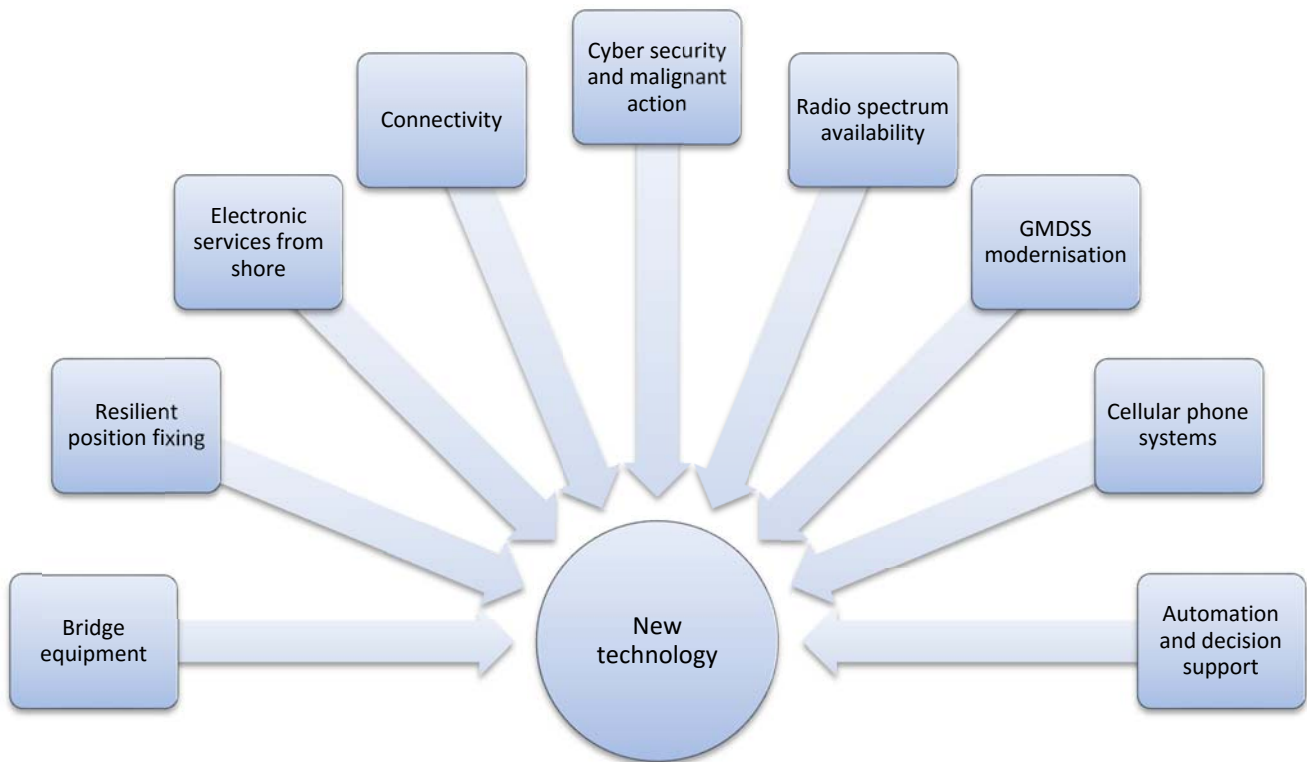 Cyber security
and malignant
action
Connectivity
Radio spectrum
availability
Electronic
services from
shore
GMDSS
modernisation
Resilient
position fixing
Cellular phone
systems
Bridge
equipment
New
technology
Automation
and decision
support